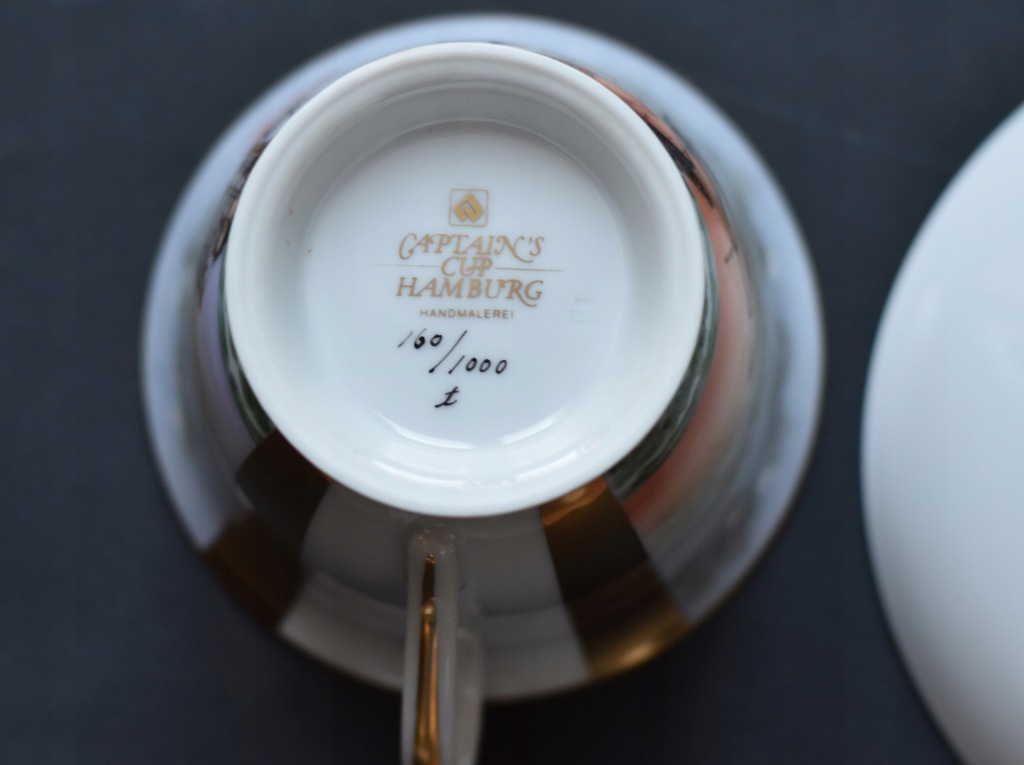 CAPTAIN'S
CUP
HAMBURG
HANDMALEREI
160/1000
t